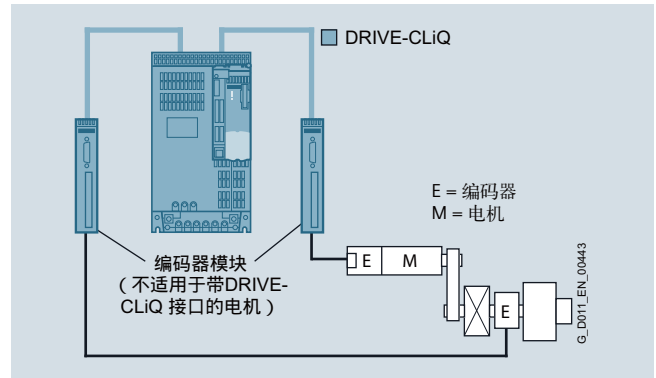 DRIVE-CLiQ
E = 编码器
M = 电机
编码器模块
（不适用于带DRIVE-
CLiQ 接口的电机）
E M
E
G_D011_EN_00443